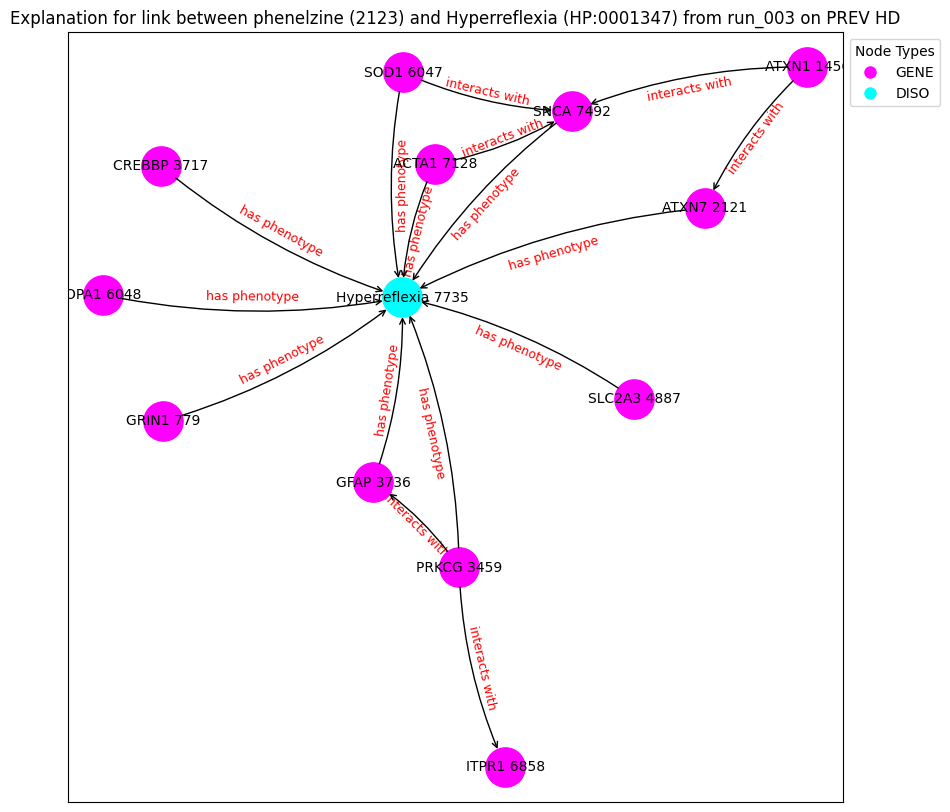 Explanation for link between phenelzine (2123) and Hyperreflexia (HP:0001347) from run_003 on PREV HD
Node Types
GENE
DISO
SOD1 6047
ATXN1 1456
interacts with
interacts with
SNCA 7492
interacts with
interacts with
CREBBP 3717
ACTA1 7128
has phenotype
has phenotype
ATXN7 2121
has phenotype
has phenotype
has phenotype
has phenotype
OPA1 6048
has phenotype
Hyperreflexia 7735
has phenotype
has phenotype
SLC2A3 4887
has phenotype
has phenotype
GRIN1 779
GFAP 3736
interacts with
PRKCG 3459
interacts with
ITPR1 6858